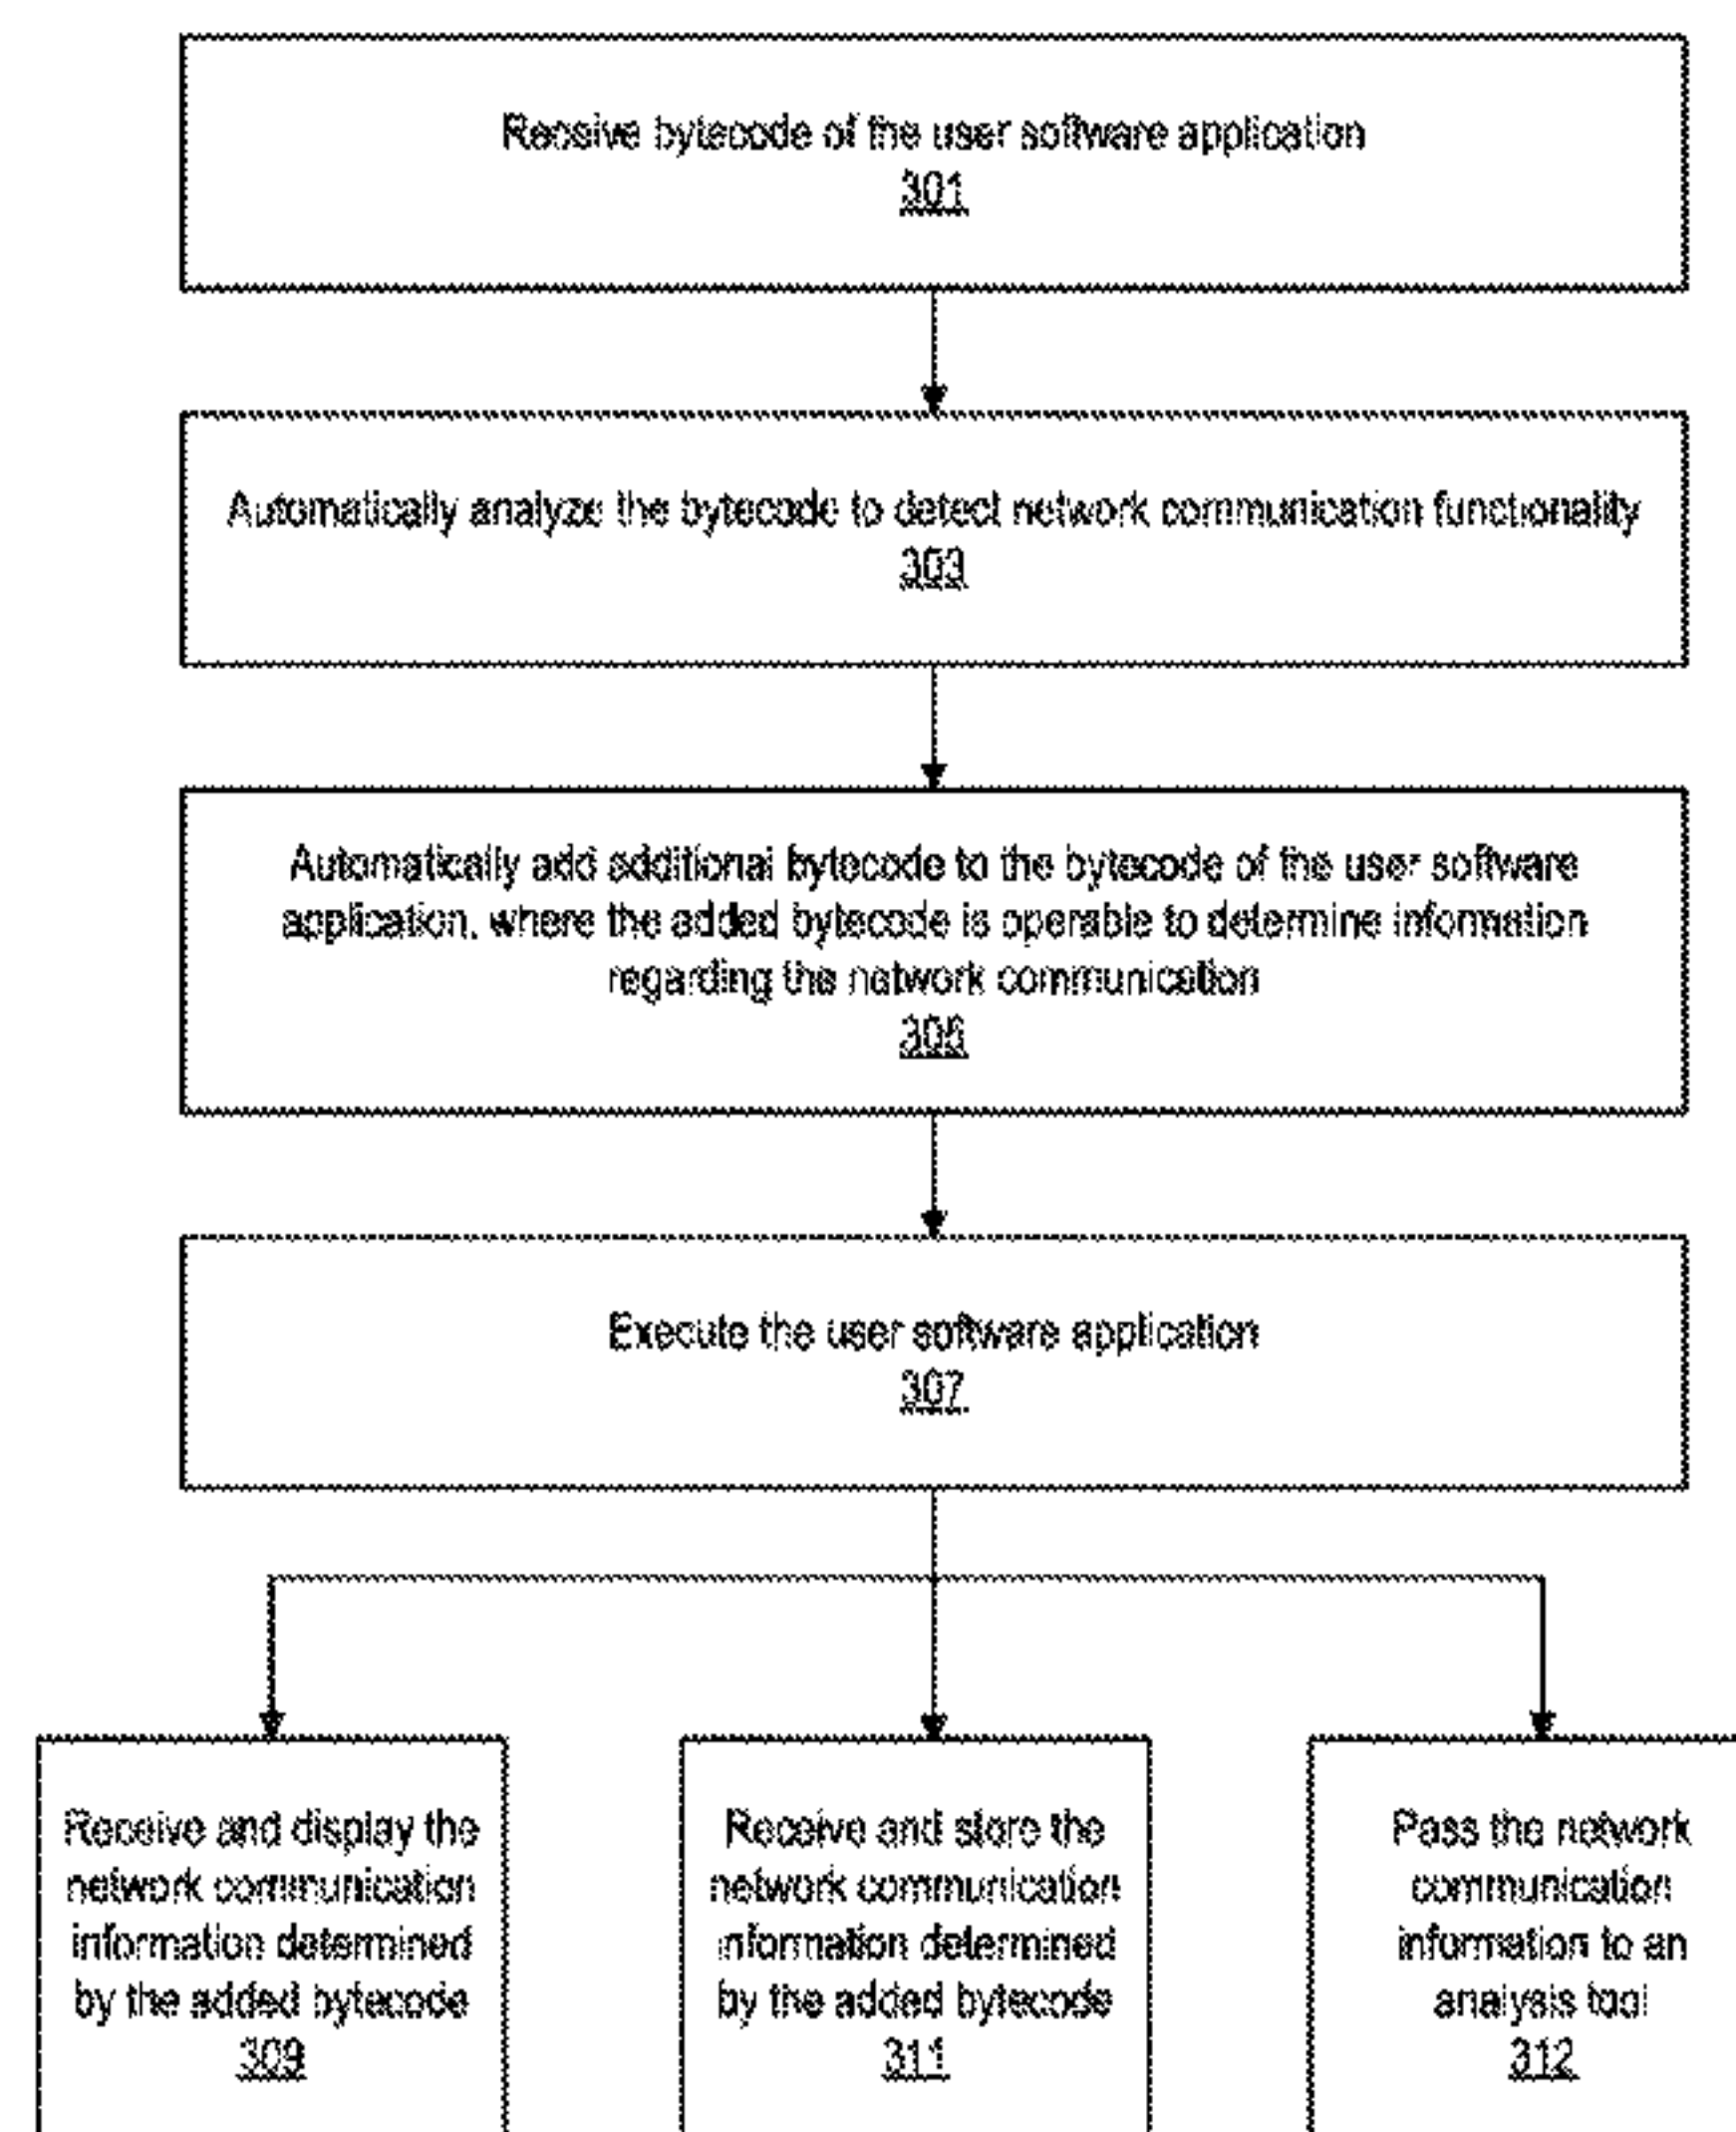 Receive bytecode of the user software application
301
Automatically analyze the bytecode to detect network communication functionality
303
Automatically add additional bytecode to the bytecode of the user software
application, where the added bytecode is operable to determine information
regarding the network communication
305
Execute the user software application
307
Receive and display the
network communication
information determined
by the added bytecode
309
Receive and store the
network communication
information determined
by the added bytecode
311
Pass the network
communication
information to an
analysis tool
312